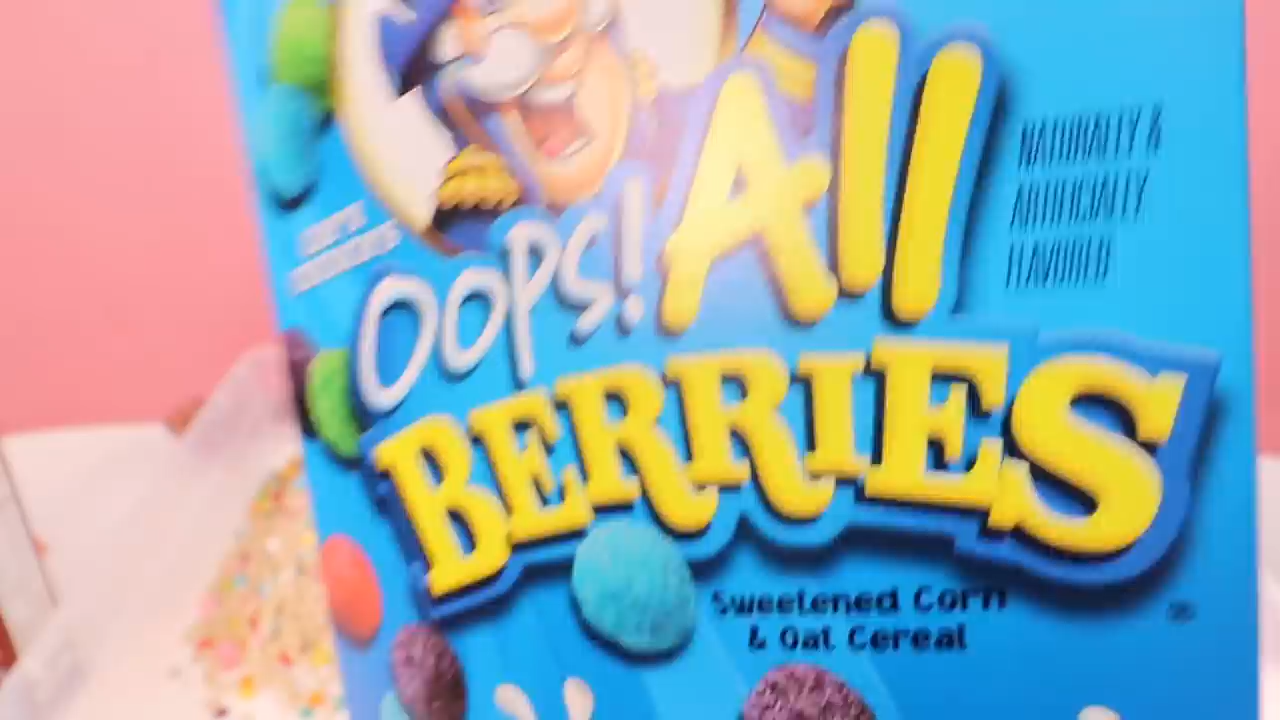 OOPS! All
BERRIES
NATURALLY &
ARTIFICIALLY
FLAVORED
Sweetened Corn
& Oat Cereal